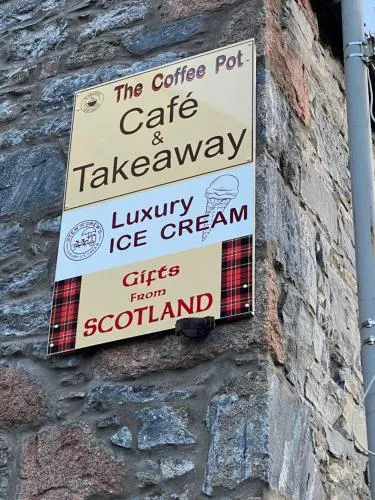 The Coffee Pot
Café
&
Takeaway
Luxury
ICE CREAM
Gifts
From
SCOTLAND